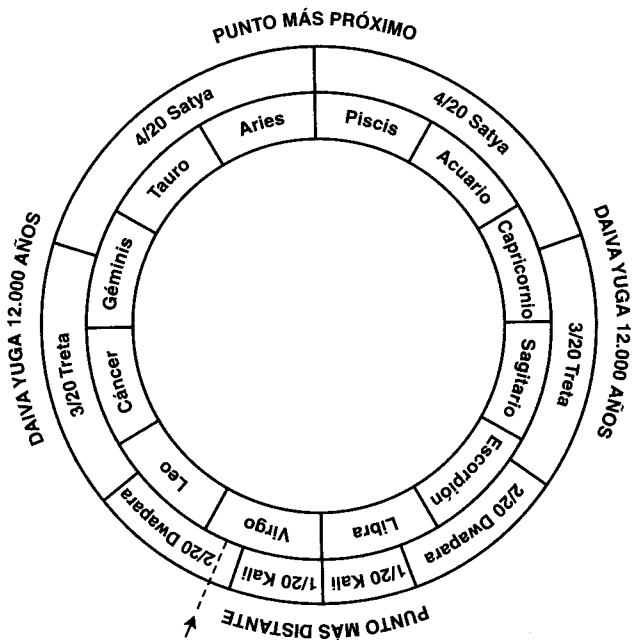 PUNTO MÁS PRÓXIMO
4/20 Satya
4/20 Satya
Aries
Piscis
Tauro
Acuario
Géminis
Capricornio
DAIVA YUGA 12.000 AÑOS
DAIVA YUGA 12.000 AÑOS
3/20 Treta
3/20 Treta
Cáncer
Sagitario
Leo
Escorpión
Virgo
Libra
2/20 Dwapara
2/20 Dwapara
1/20 Kali
1/20 Kali
PUNTO MÁS DISTANTE